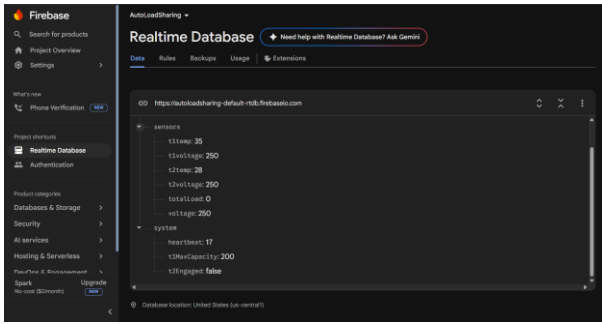 Firebase
Search for products
Project Overview
Settings
What's new
Phone Verification NEW
Project shortcuts
Realtime Database
Authentication
Product categories
Databases & Storage
Security
AI services
Hosting & Serverless
DevOps & Engagement
Spark
No-cost ($0/month)
Upgrade
NEW
AutoLoadSharing
Realtime Database
Need help with Realtime Database? Ask Gemini
Data Rules Backups Usage Extensions
https://autoloadsharing-default-rtdb.firebaseio.com
sensors
t1temp: 35
t1voltage: 250
t2temp: 28
t2voltage: 250
totalLoad: 0
voltage: 250
system
heartbeat: 17
t1MaxCapacity: 200
t2Engaged: false
Database location: United States (us-central1)